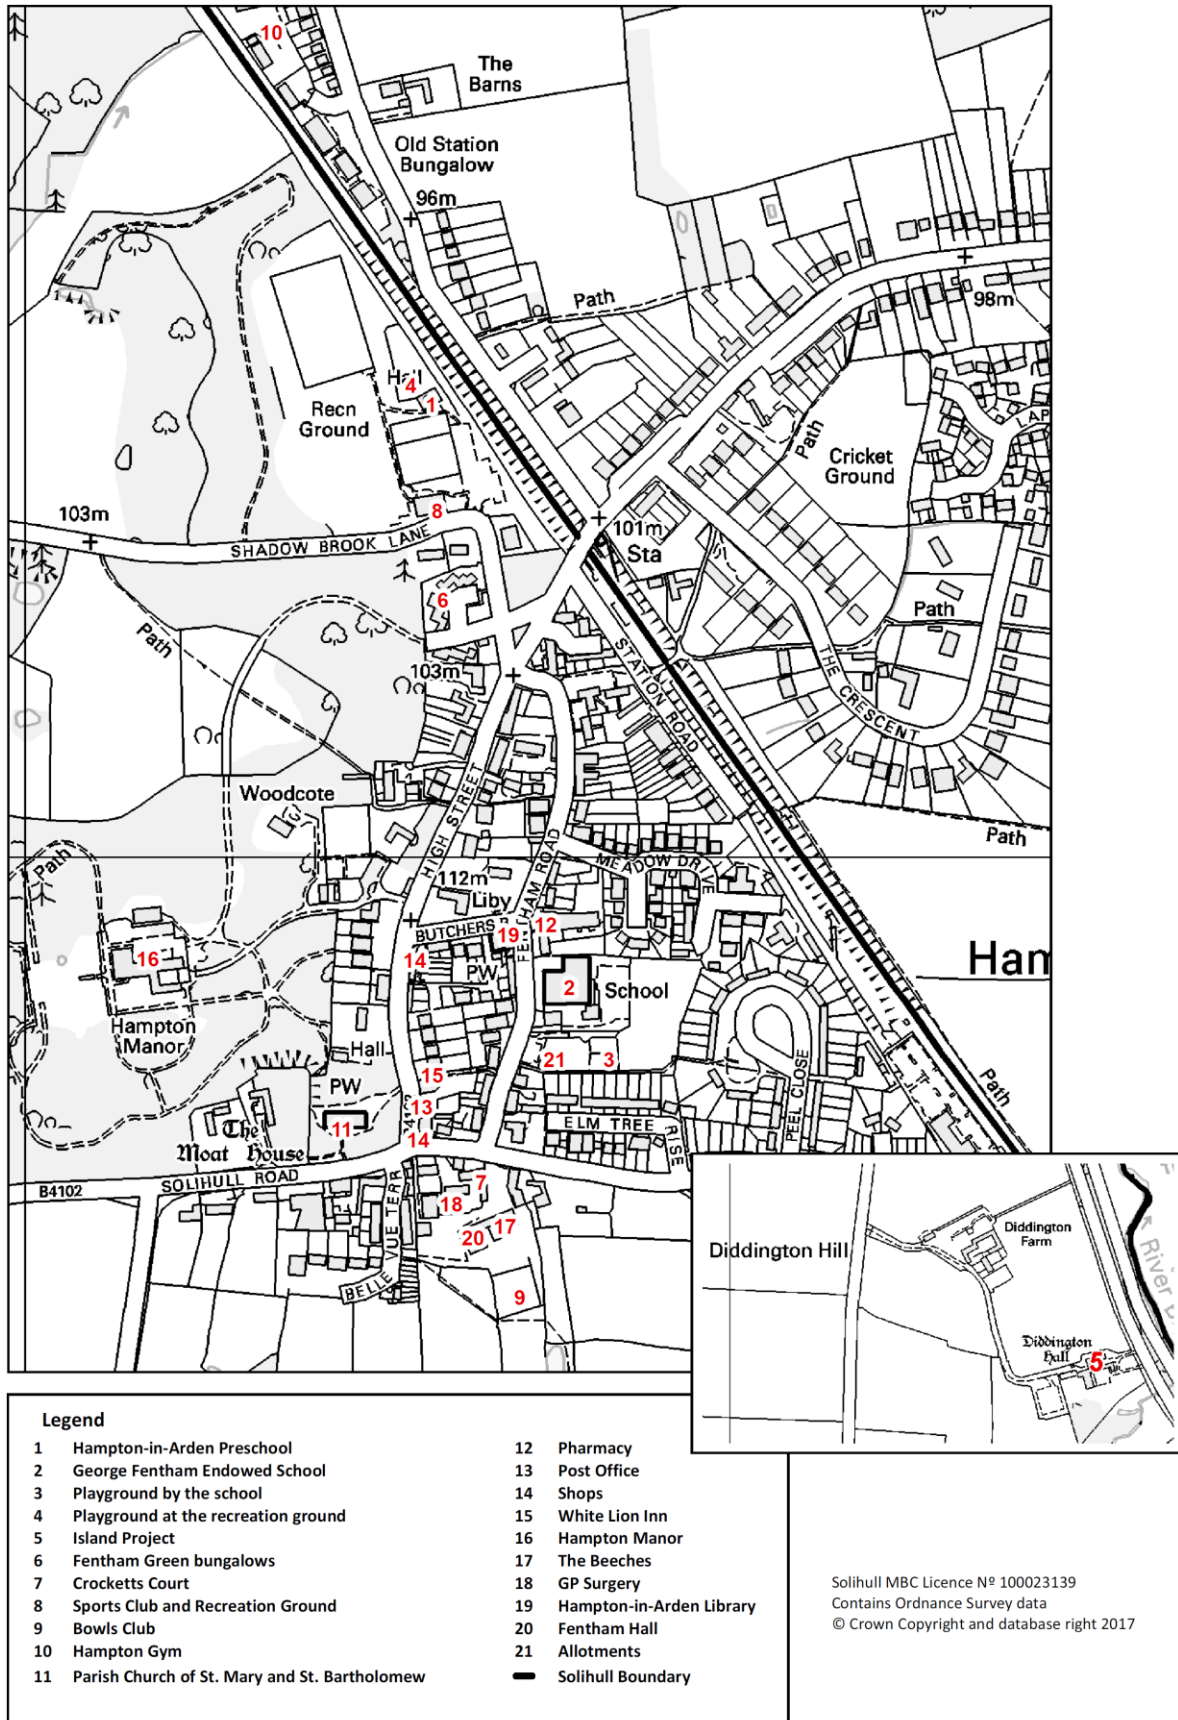 10
The
Barns
Old Station
Bungalow
96m
Path
98m
Hall
4
1
Recn
Ground
Path
Cricket
Ground
8
103m
SHADOW BROOK LANE
101m
Sta
6
Path
Path
STATION ROAD
THE CRESCENT
103m
Woodcote
HIGH STREET
Path
Path
MEADOW DRIVE
FENTHAM ROAD
112m
Liby
BUTCHERS
12
19
16
14
PW
2
School
Ham
Hampton
Manor
Hall
21
3
15
PW
PEEL CLOSE
Path
13
11
The
Moat House
14
ELM TREE
RISE
SOLIHULL ROAD
B4102
7
18
17
20
BELLE VUE TERR
9
Diddington Hill
Diddington
Farm
River
Diddington
Hall
5
Legend
1 Hampton-in-Arden Preschool
2 George Fentham Endowed School
3 Playground by the school
4 Playground at the recreation ground
5 Island Project
6 Fentham Green bungalows
7 Crocketts Court
8 Sports Club and Recreation Ground
9 Bowls Club
10 Hampton Gym
11 Parish Church of St. Mary and St. Bartholomew
12 Pharmacy
13 Post Office
14 Shops
15 White Lion Inn
16 Hampton Manor
17 The Beeches
18 GP Surgery
19 Hampton-in-Arden Library
20 Fentham Hall
21 Allotments
Solihull Boundary
Solihull MBC Licence Nº 100023139
Contains Ordnance Survey data
© Crown Copyright and database right 2017